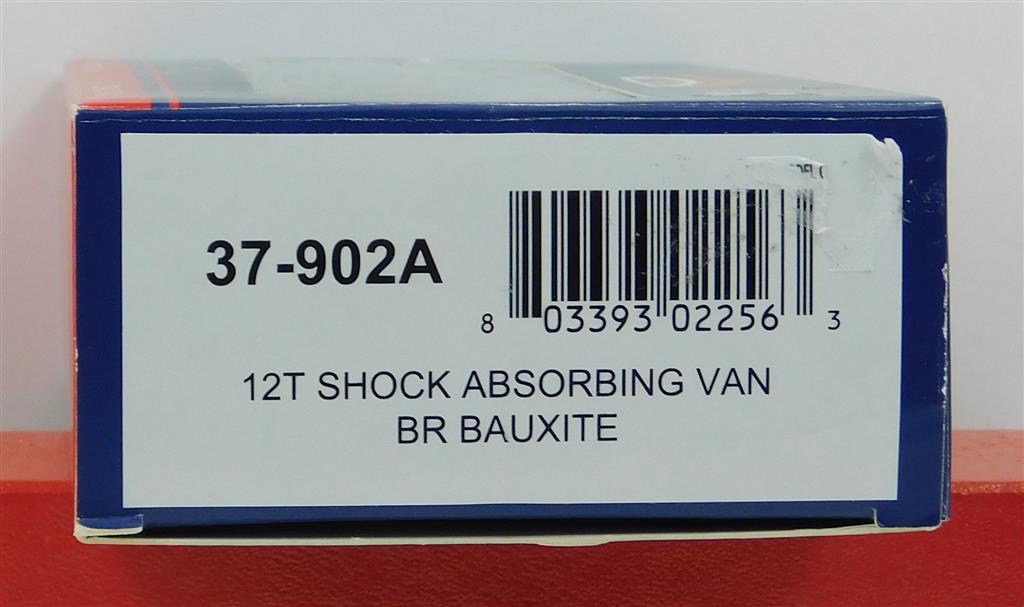 37-902A
8 03393 02256 3
12T SHOCK ABSORBING VAN
BR BAUXITE